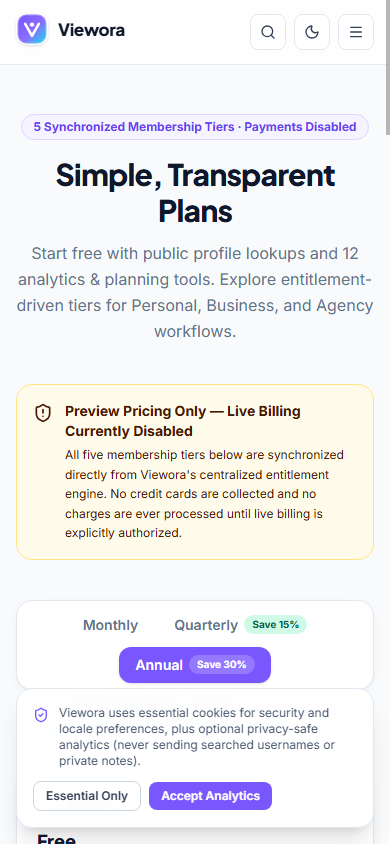 Viewora
5 Synchronized Membership Tiers · Payments Disabled
Simple, Transparent
Plans
Start free with public profile lookups and 12
analytics & planning tools. Explore entitlement-
driven tiers for Personal, Business, and Agency
workflows.
Preview Pricing Only — Live Billing
Currently Disabled
All five membership tiers below are synchronized
directly from Viewora's centralized entitlement
engine. No credit cards are collected and no
charges are ever processed until live billing is
explicitly authorized.
Monthly Quarterly Save 15%
Annual Save 30%
Viewora uses essential cookies for security and
locale preferences, plus optional privacy-safe
analytics (never sending searched usernames or
private notes).
Essential Only Accept Analytics
Free